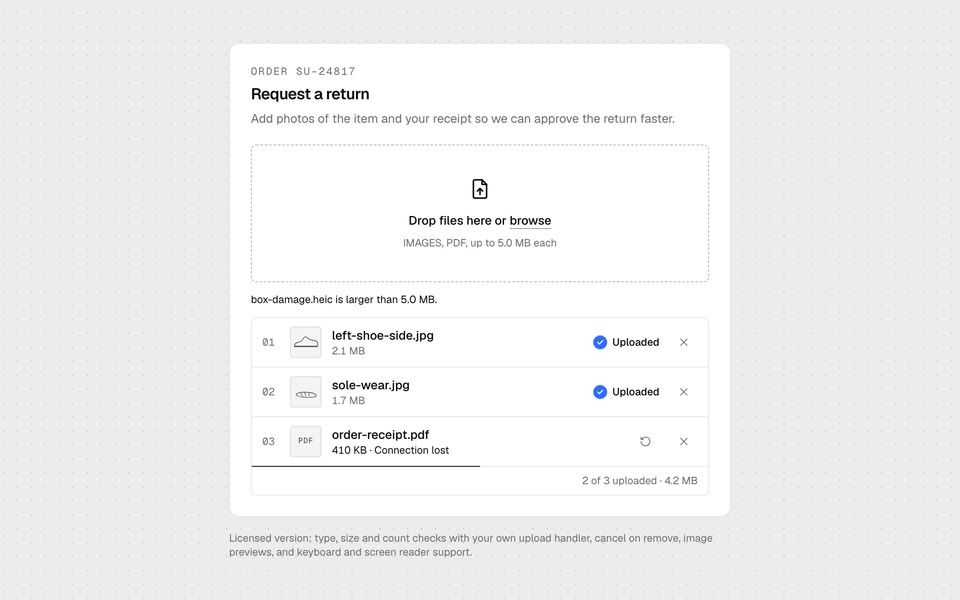 ORDER SU-24817
Request a return
Add photos of the item and your receipt so we can approve the return faster.
Drop files here or browse
IMAGES, PDF, up to 5.0 MB each
box-damage.heic is larger than 5.0 MB.
01
left-shoe-side.jpg
2.1 MB
Uploaded
02
sole-wear.jpg
1.7 MB
Uploaded
03
PDF
order-receipt.pdf
410 KB · Connection lost
2 of 3 uploaded · 4.2 MB
Licensed version: type, size and count checks with your own upload handler, cancel on remove, image
previews, and keyboard and screen reader support.